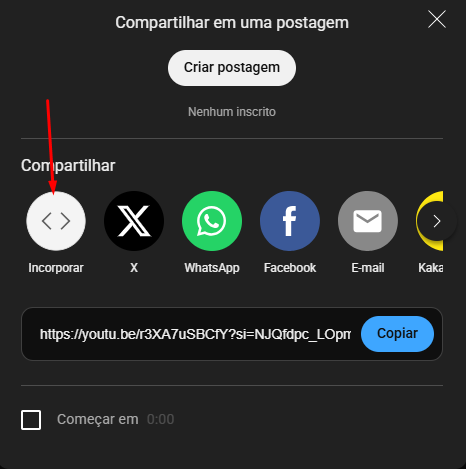 Compartilhar em uma postagem
Criar postagem
Nenhum inscrito
Compartilhar
Incorporar
X
WhatsApp
Facebook
E-mail
Kaka
https://youtu.be/r3XA7uSBCfY?si=NJQfdpc_LOpm
Copiar
Começar em 0:00